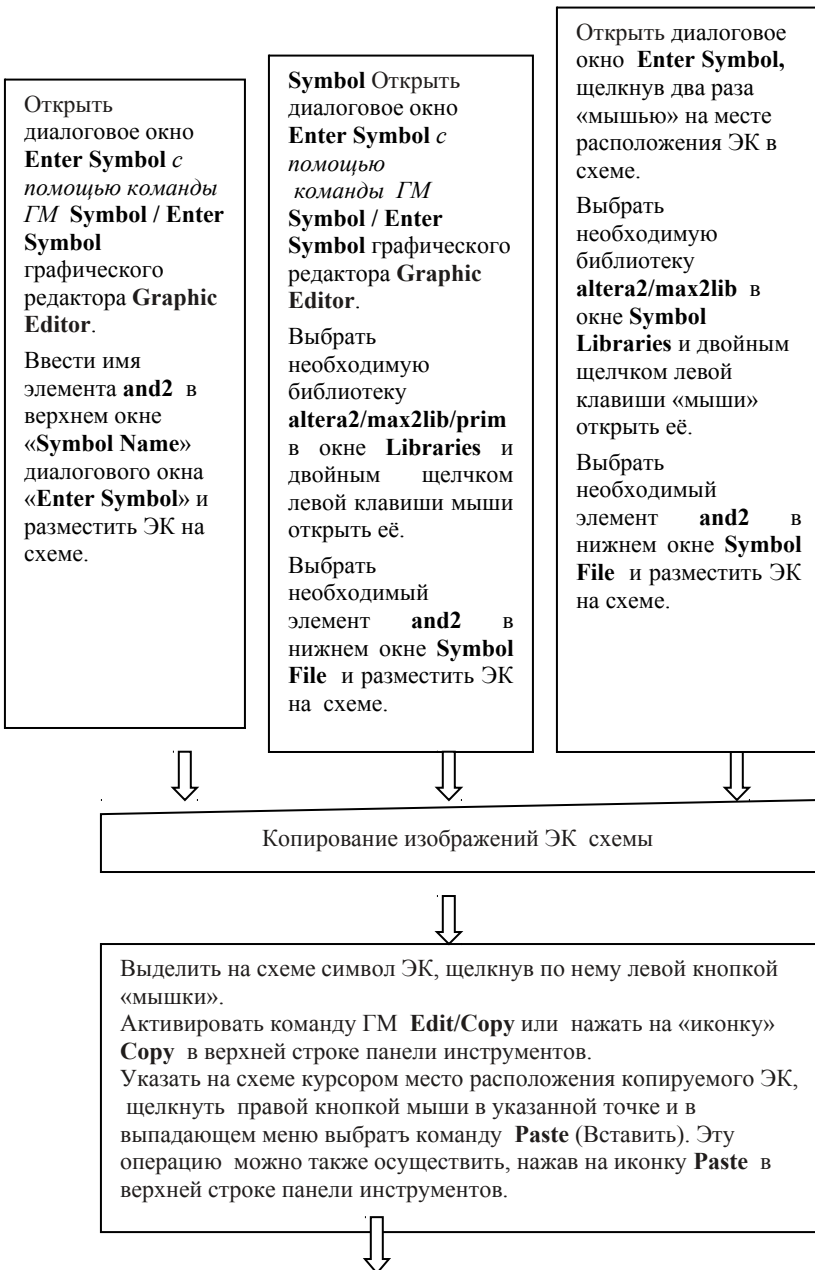 Открыть
диалоговое окно
Enter Symbol с
помощью команды
ГМ Symbol / Enter
Symbol
графического
редактора Graphic
Editor.
Ввести имя
элемента and2 в
верхнем окне
«Symbol Name»
диалогового окна
«Enter Symbol» и
разместить ЭК на
схеме.
Symbol Открыть
диалоговое окно
Enter Symbol с
помощью
команды ГМ
Symbol / Enter
Symbol графического
редактора Graphic
Editor.
Выбрать
необходимую
библиотеку
altera2/max2lib/prim
в окне Libraries и
двойным щелчком
левой клавиши мыши
открыть её.
Выбрать
необходимый
элемент and2 в
нижнем окне Symbol
File и разместить ЭК
на схеме.
Открыть диалоговое
окно Enter Symbol,
щелкнув два раза
«мышью» на месте
расположения ЭК в
схеме.
Выбрать
необходимую
библиотеку
altera2/max2lib в
окне Symbol
Libraries и двойным
щелчком левой
клавиши «мыши»
открыть её.
Выбрать
необходимый
элемент and2 в
нижнем окне Symbol
File и разместить ЭК
на схеме.
Копирование изображений ЭК схемы
Выделить на схеме символ ЭК, щелкнув по нему левой кнопкой
«мышки».
Активировать команду ГМ Edit/Copy или нажать на «иконку»
Copy в верхней строке панели инструментов.
Указать на схеме курсором место расположения копируемого ЭК,
щелкнуть правой кнопкой мыши в указанной точке и в
выпадающем меню выбратъ команду Paste (Вставить). Эту
операцию можно также осуществить, нажав на иконку Paste в
верхней строке панели инструментов.